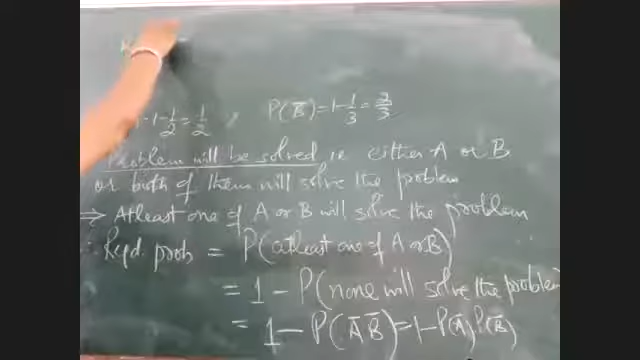 -1-1/2=1/2, P(B̄)=1-1/3=2/3
Problem will be solved ie either A or B
or both of them will solve the problem
⇒ Atleast one of A or B will solve the problem
∴ Reqd. prob = P(atleast one of A or B)
= 1 - P(none will solve the problem
= 1 - P(Ā B̄) = 1 - P(Ā) P(B̄)